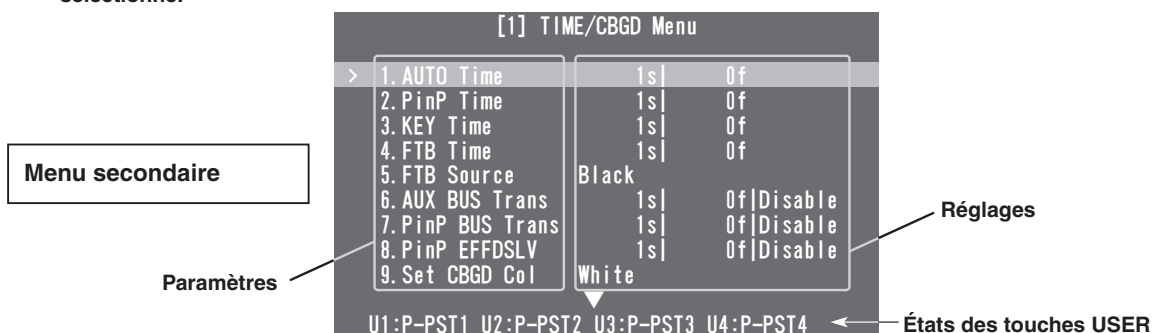 sélectionner
[1] TIME/CBGD Menu
> 1.AUTO Time 1s| 0f
2.PinP Time 1s| 0f
3.KEY Time 1s| 0f
4.FTB Time 1s| 0f
5.FTB Source Black
6.AUX BUS Trans 1s| 0f|Disable
7.PinP BUS Trans 1s| 0f|Disable
8.PinP EFFDSLV 1s| 0f|Disable
9.Set CBGD Col White
U1:P-PST1 U2:P-PST2 U3:P-PST3 U4:P-PST4
Menu secondaire
Paramètres
Réglages
États des touches USER